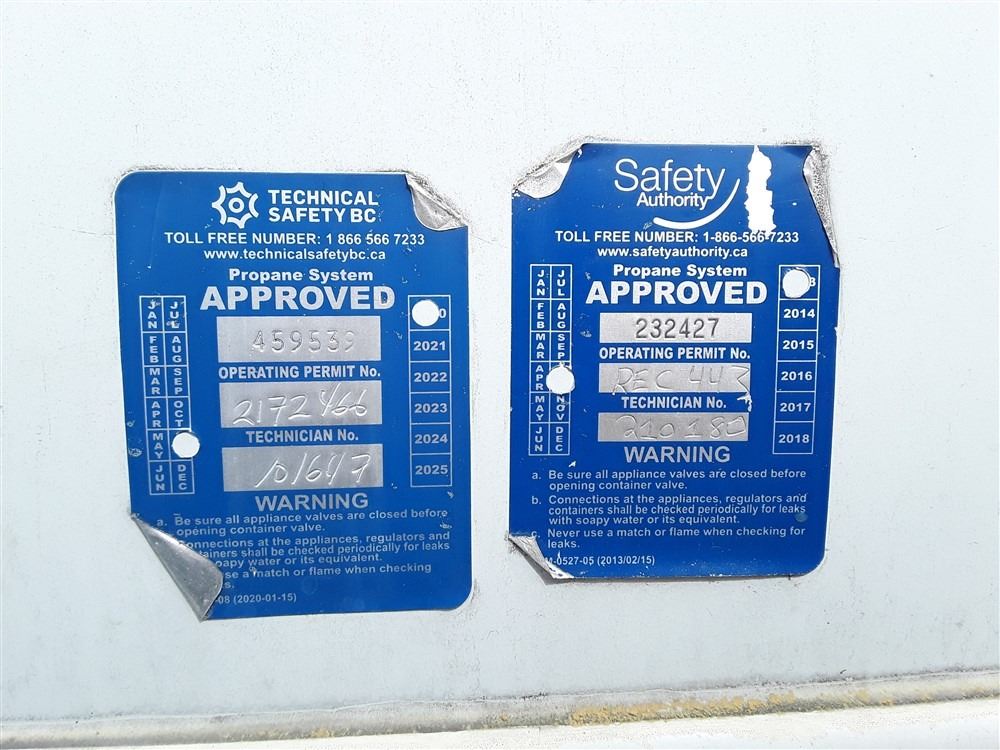 TECHNICAL
SAFETY BC
TOLL FREE NUMBER: 1 866 566 7233
www.technicalsafetybc.ca
Propane System
APPROVED
459539
OPERATING PERMIT No.
2172466
TECHNICIAN No.
01647
WARNING
JAN JUL
FEB AUG
MAR SEP
APR OCT
MAY
JUN DEC
2021
2022
2023
2024
2025
a. Be sure all appliance valves are closed before
opening container valve.
Connections at the appliances, regulators and
containers shall be checked periodically for leaks
soapy water or its equivalent.
use a match or flame when checking
-08 (2020-01-15)
Safety
Authority
TOLL FREE NUMBER: 1-866-566-7233
www.safetyauthority.ca
Propane System
APPROVED
232427
OPERATING PERMIT No.
REC 443
TECHNICIAN No.
210180
WARNING
JAN JUL
FEB AUG
MAR SEP
APR
MAY NOV
JUN DEC
2014
2015
2016
2017
2018
a. Be sure all appliance valves are closed before
opening container valve.
b. Connections at the appliances, regulators and
containers shall be checked periodically for leaks
with soapy water or its equivalent.
c. Never use a match or flame when checking for
leaks.
-0527-05 (2013/02/15)